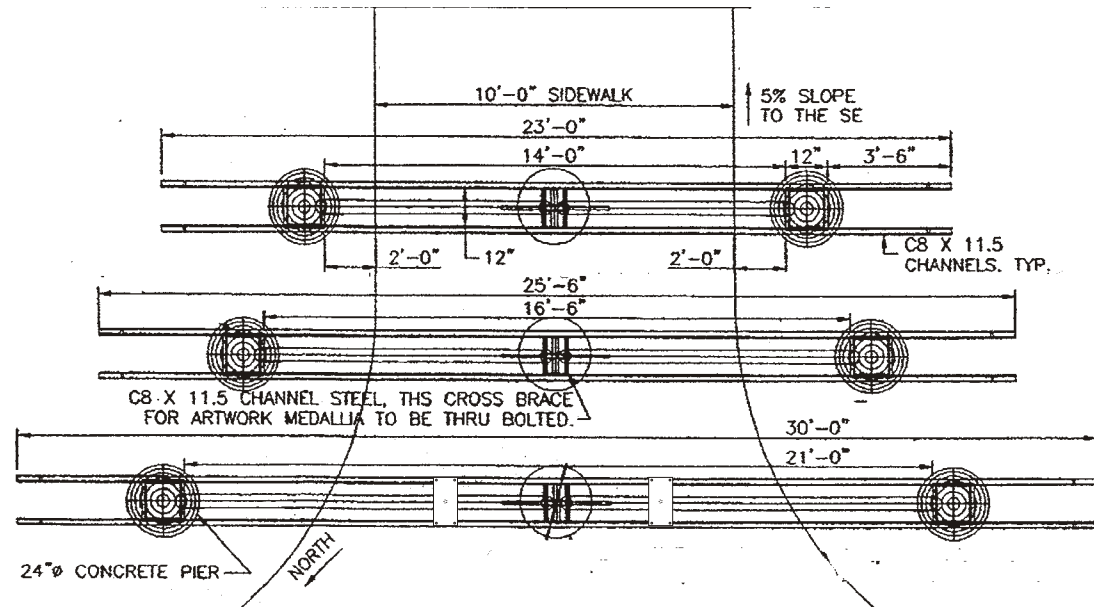 10'-0" SIDEWALK
5% SLOPE
TO THE SE
23'-0"
14'-0"
12"
3'-6"
2'-0"
12"
2'-0"
C8 X 11.5
CHANNELS. TYP.
25'-6"
16'-6"
C8 X 11.5 CHANNEL STEEL, THS CROSS BRACE
FOR ARTWORK MEDALLIA TO BE THRU BOLTED.
30'-0"
21'-0"
24"ø CONCRETE PIER
NORTH